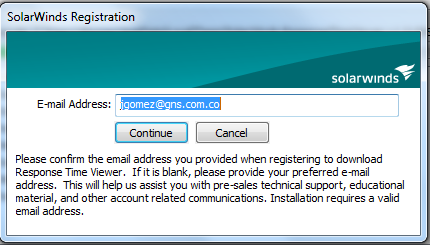 SolarWinds Registration
solarwinds
E-mail Address: jgomez@gns.com.co
Continue Cancel
Please confirm the email address you provided when registering to download
Response Time Viewer. If it is blank, please provide your preferred e-mail
address. This will help us assist you with pre-sales technical support, educational
material, and other account related communications. Installation requires a valid
email address.